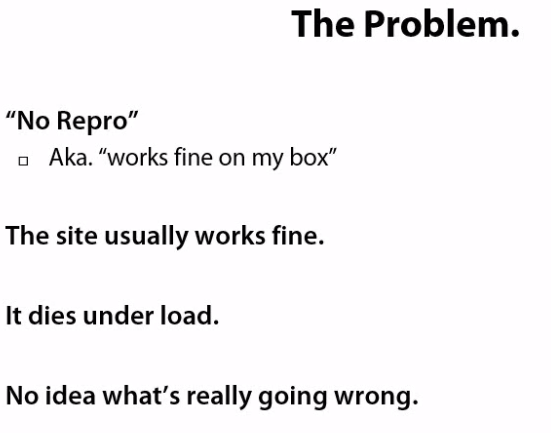 The Problem.
“No Repro”
Aka. “works fine on my box”
The site usually works fine.
It dies under load.
No idea what’s really going wrong.